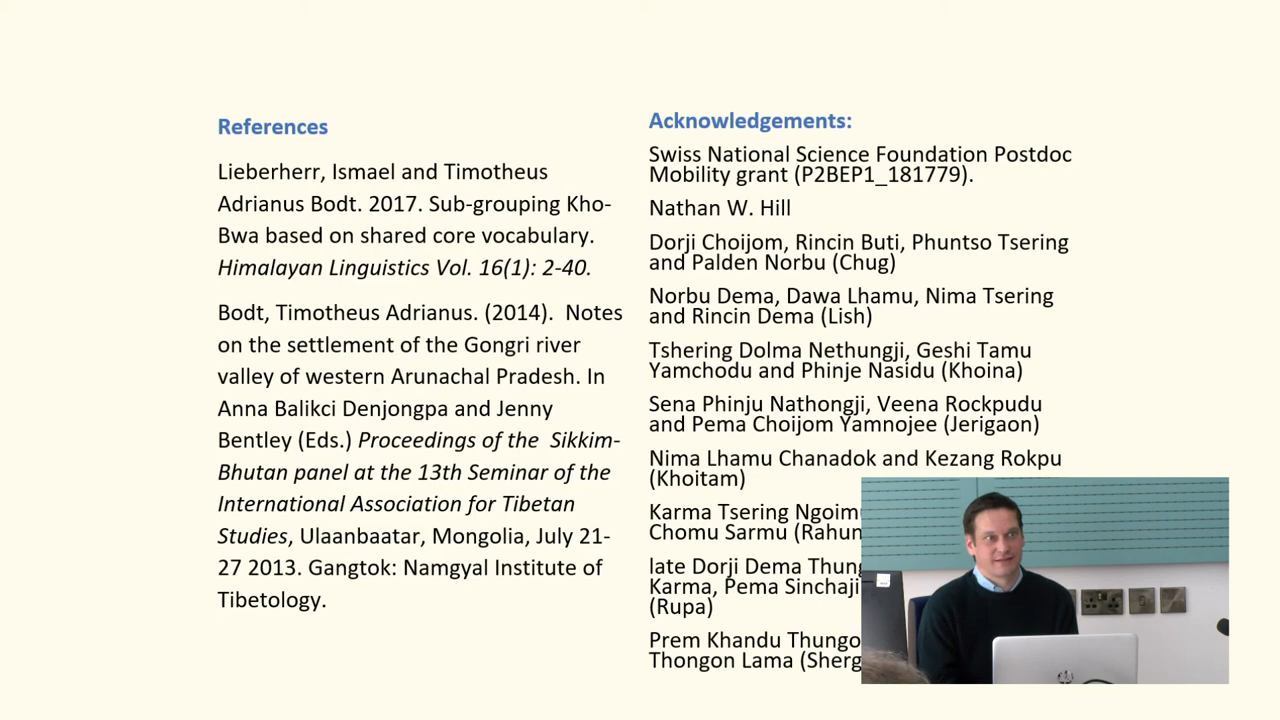 References
Lieberherr, Ismael and Timotheus
Adrianus Bodt. 2017. Sub-grouping Kho-
Bwa based on shared core vocabulary.
Himalayan Linguistics Vol. 16(1): 2-40.
Bodt, Timotheus Adrianus. (2014).  Notes
on the settlement of the Gongri river
valley of western Arunachal Pradesh. In
Anna Balikci Denjongpa and Jenny
Bentley (Eds.) Proceedings of the  Sikkim-
Bhutan panel at the 13th Seminar of the
International Association for Tibetan
Studies, Ulaanbaatar, Mongolia, July 21-
27 2013. Gangtok: Namgyal Institute of
Tibetology.
Acknowledgements:
Swiss National Science Foundation Postdoc
Mobility grant (P2BEP1_181779).
Nathan W. Hill
Dorji Choijom, Rincin Buti, Phuntso Tsering
and Palden Norbu (Chug)
Norbu Dema, Dawa Lhamu, Nima Tsering
and Rincin Dema (Lish)
Tshering Dolma Nethungji, Geshi Tamu
Yamchodu and Phinje Nasidu (Khoina)
Sena Phinju Nathongji, Veena Rockpudu
and Pema Choijom Yamnojee (Jerigaon)
Nima Lhamu Chanadok and Kezang Rokpu
(Khoitam)
Karma Tsering
Chomu Sarmu
late Dorji Dema
Karma, Pema Sinchaji
(Rupa)
Prem Khandu
Thongon Lama